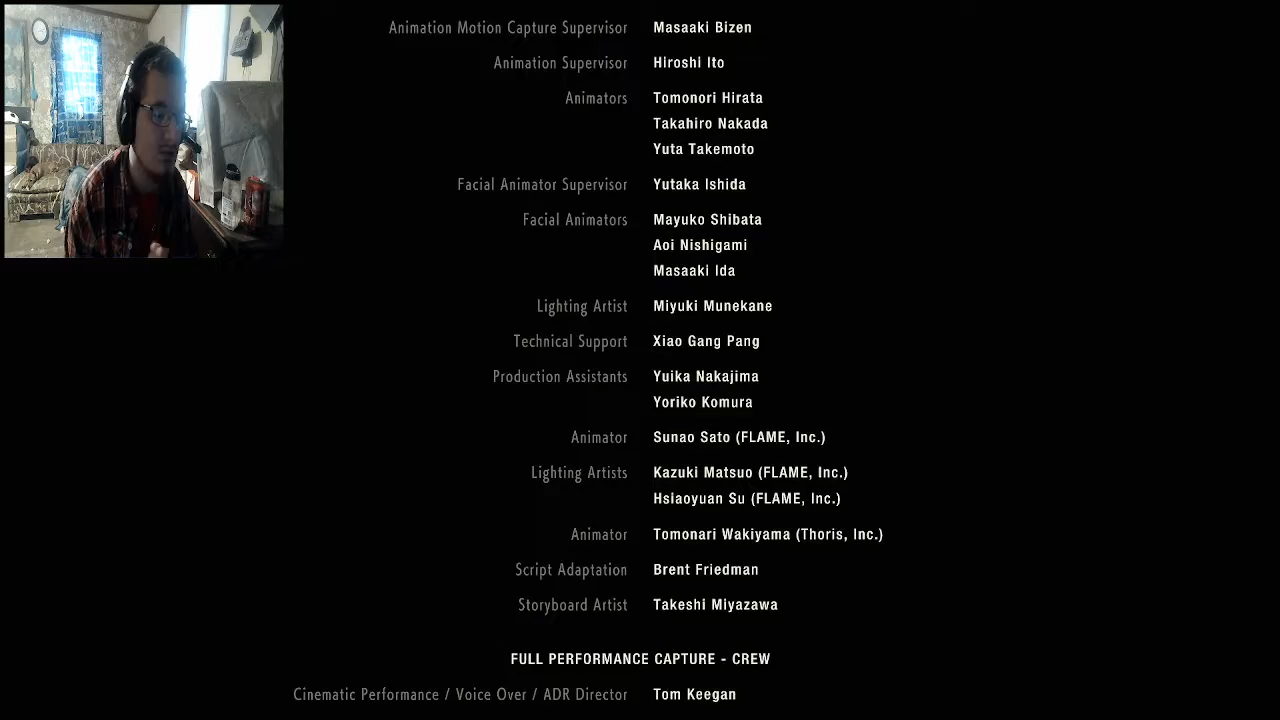 Animation Motion Capture Supervisor Masaaki Bizen
Animation Supervisor Hiroshi Ito
Animators Tomonori Hirata
Takahiro Nakada
Yuta Takemoto
Facial Animator Supervisor Yutaka Ishida
Facial Animators Mayuko Shibata
Aoi Nishigami
Masaaki Ida
Lighting Artist Miyuki Munekane
Technical Support Xiao Gang Pang
Production Assistants Yuika Nakajima
Yoriko Komura
Animator Sunao Sato (FLAME, Inc.)
Lighting Artists Kazuki Matsuo (FLAME, Inc.)
Hsiaoyuan Su (FLAME, Inc.)
Animator Tomonari Wakiyama (Thoris, Inc.)
Script Adaptation Brent Friedman
Storyboard Artist Takeshi Miyazawa
FULL PERFORMANCE CAPTURE - CREW
Cinematic Performance / Voice Over / ADR Director Tom Keegan